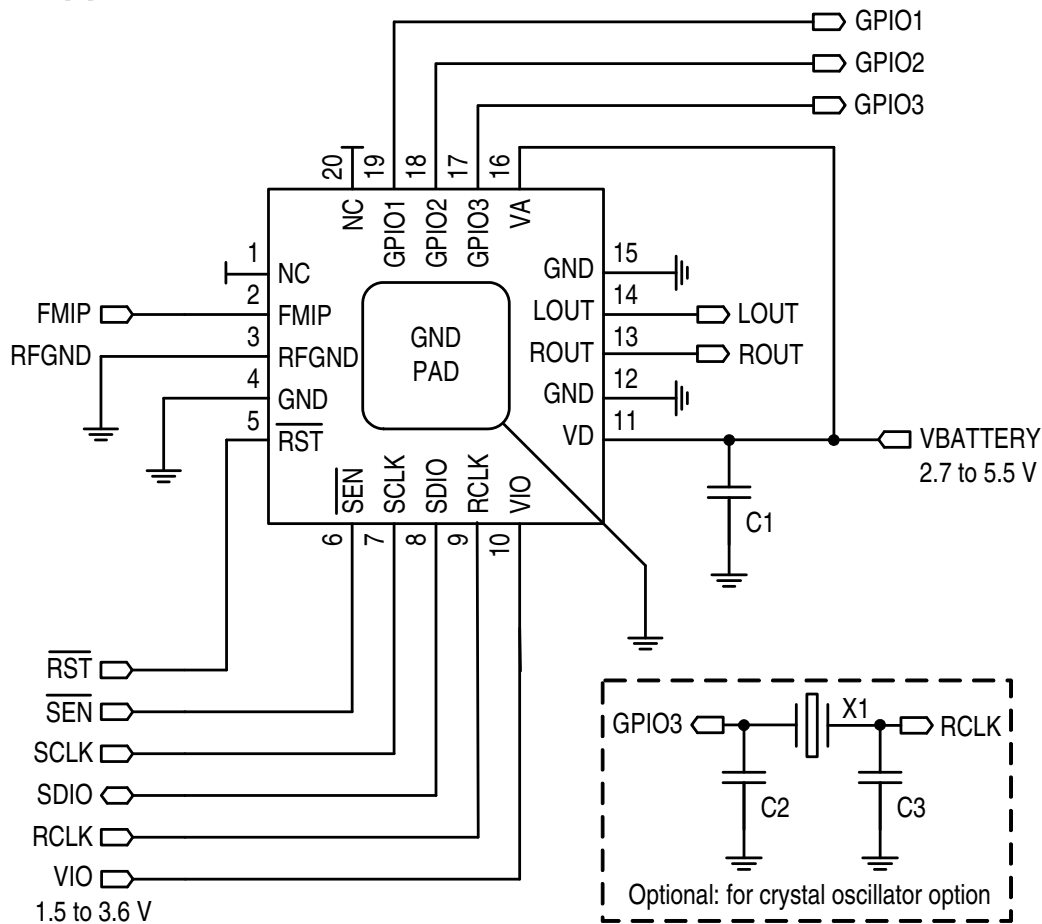 GPIO1
GPIO2
GPIO3
20
19
18
17
16
NC
GPIO1
GPIO2
GPIO3
VA
1
NC
FMIP
2
FMIP
RFGND
3
RFGND
4
GND
5
RST
GND
PAD
GND
15
LOUT
14
LOUT
ROUT
13
ROUT
GND
12
VD
11
VBATTERY
2.7 to 5.5 V
C1
SEN
SCLK
SDIO
RCLK
VIO
6
7
8
9
10
RST
SEN
SCLK
SDIO
RCLK
VIO
1.5 to 3.6 V
GPIO3
X1
RCLK
C2
C3
Optional: for crystal oscillator option